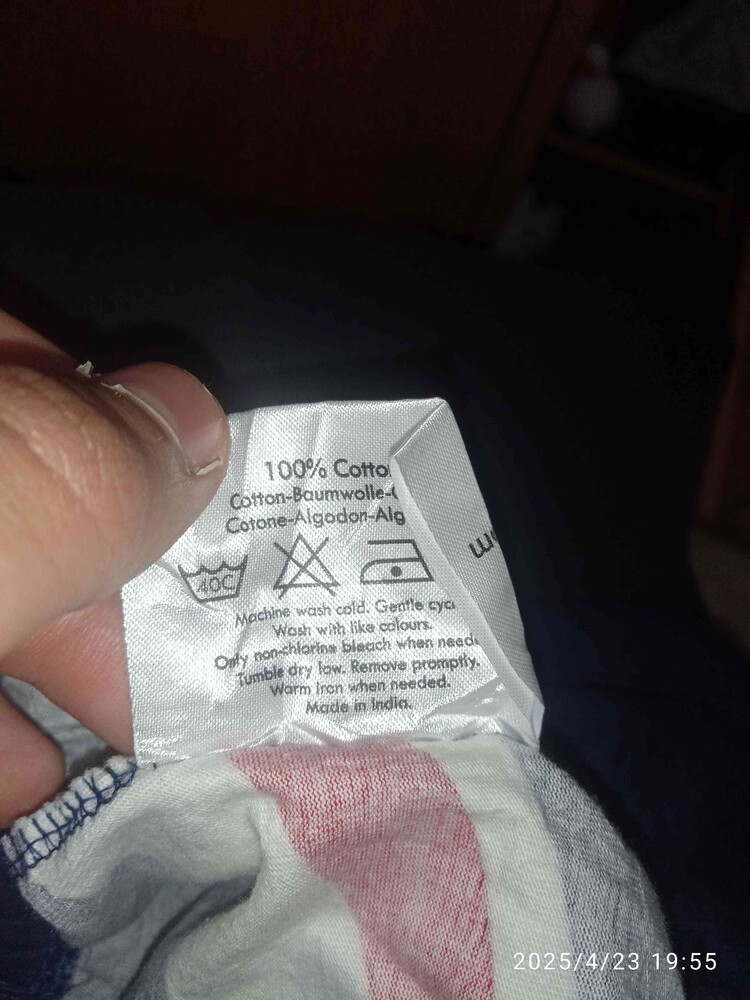 100% Cotto
Cotton-Baumwolle-
Cotone-Algodon-Alg
40C
Machine wash cold. Gentle cyc
Wash with like colours.
Only non-chlorine bleach when need
Tumble dry low. Remove promptly.
Warm Iron when needed.
Made in India.
2025/4/23 19:55